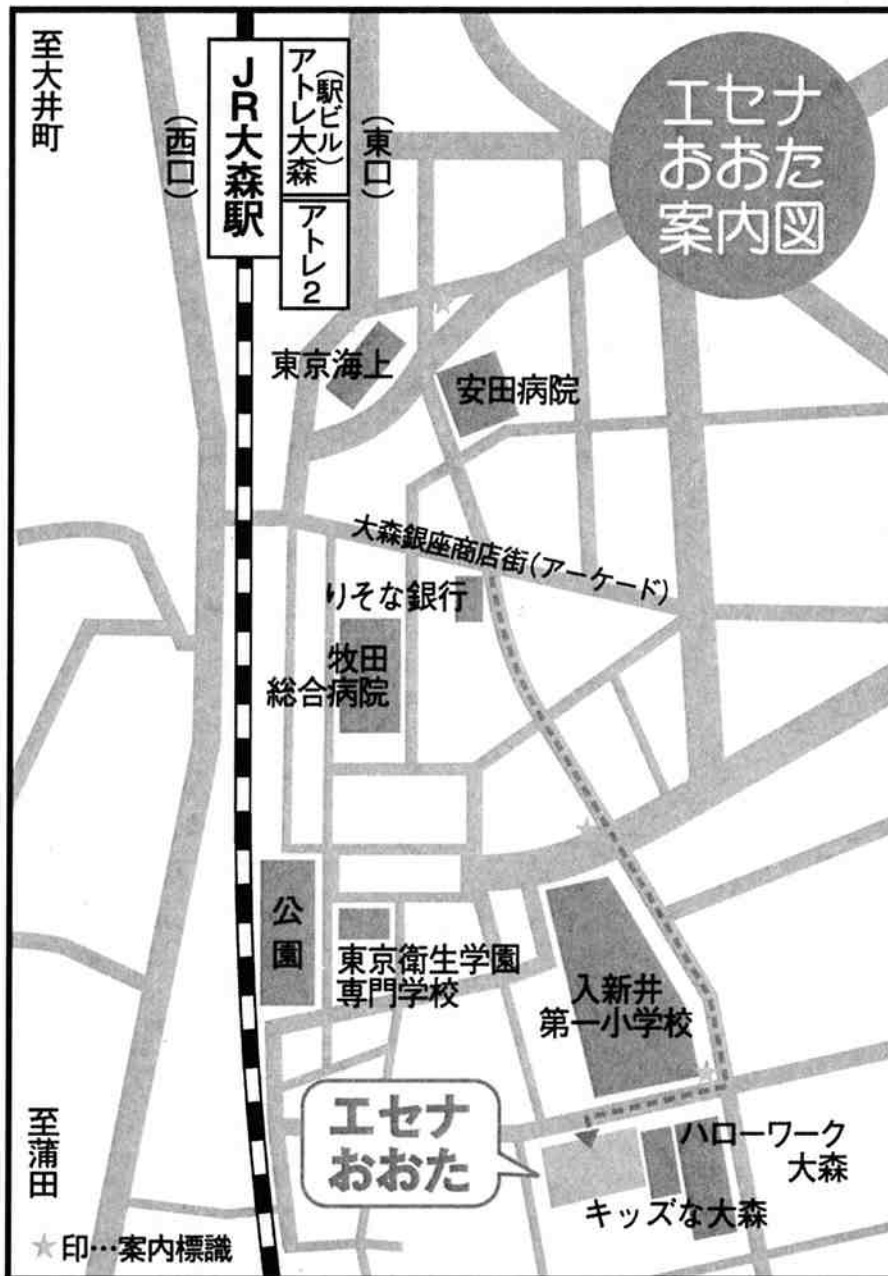 エセナ
おおた
案内図
至大井町
(西口)
JR大森駅
(駅ビル)
アトレ大森
アトレ2
(東口)
東京海上
安田病院
大森銀座商店街(アーケード)
りそな銀行
牧田
総合病院
公園
東京衛生学園
専門学校
入新井
第一小学校
エセナ
おおた
ハローワーク
大森
キッズな大森
至蒲田
★印…案内標識